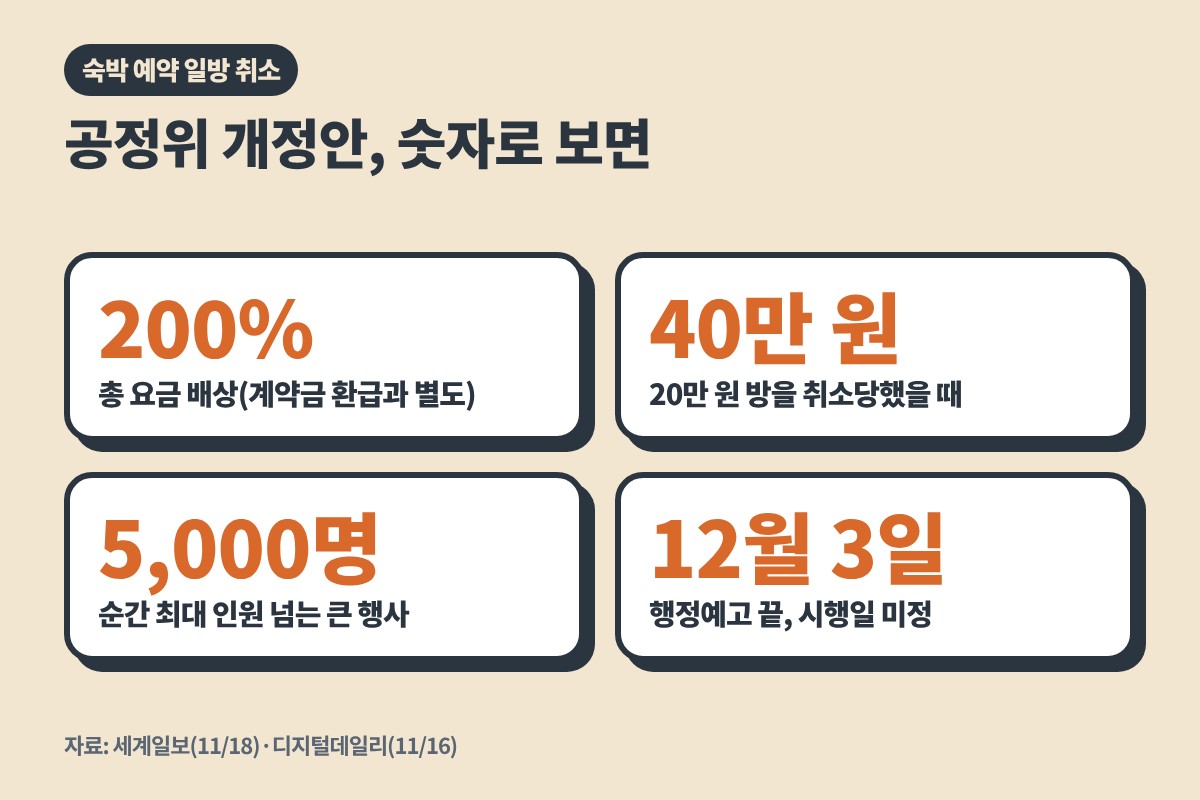 숙박 예약 일방 취소
공정위 개정안, 숫자로 보면
200%
총 요금 배상(계약금 환급과 별도)
40만 원
20만 원 방을 취소당했을 때
5,000명
순간 최대 인원 넘는 큰 행사
12월 3일
행정예고 끝, 시행일 미정
자료: 세계일보(11/18)·디지털데일리(11/16)